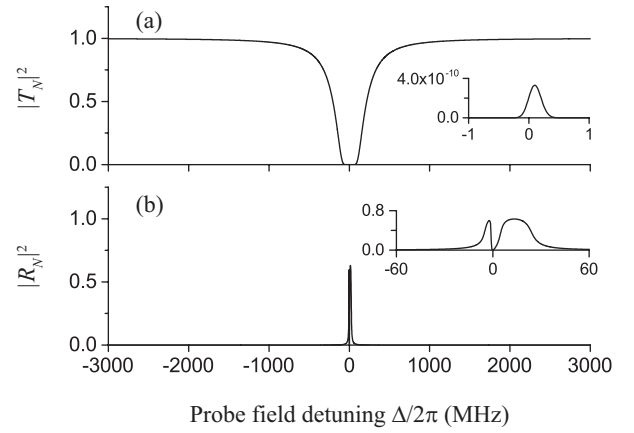 (a)
|T_N|²
1.0
0.5
0.0
4.0x10⁻¹⁰
0.0
-1 0 1
(b)
|R_N|²
1.0
0.5
0.0
0.8
0.0
-60 0 60
-3000 -2000 -1000 0 1000 2000 3000
Probe field detuning Δ/2π (MHz)